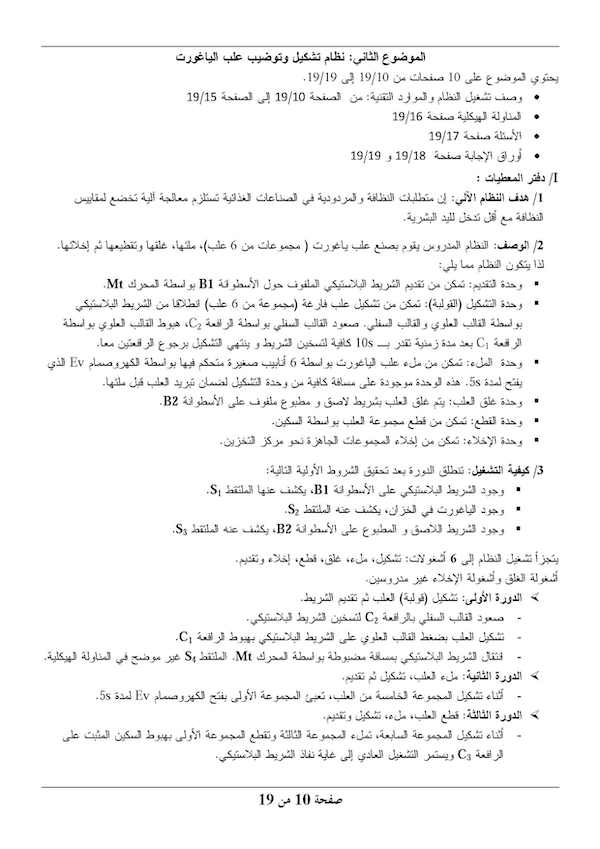 الموضوع الثاني: نظام تشكيل وتوضيب علب الياغورت
يحتوي الموضوع على 10 صفحات من 19/10 إلى 19/19.
• وصف تشغيل النظام والموارد التقنية: من الصفحة 19/10 إلى الصفحة 19/15
• المناولة الهيكلية صفحة 19/16
• الأسئلة صفحة 19/17
• أوراق الإجابة صفحة 19/18 و 19/19
I/ دفتر المعطيات :
1/ هدف النظام الآلي: إن متطلبات النظافة والمردودية في الصناعات الغذائية تستلزم معالجة آلية تخضع لمقاييس
النظافة مع أقل تدخل لليد البشرية.
2/ الوصف: النظام المدروس يقوم بصنع علب ياغورت ( مجموعات من 6 علب)، ملئها، غلقها وتقطيعها ثم إخلائها.
لذا يتكون النظام مما يلي:
▪ وحدة التقديم: تمكن من تقديم الشريط البلاستيكي الملفوف حول الأسطوانة B1 بواسطة المحرك Mt.
▪ وحدة التشكيل (القولبة): تمكن من تشكيل علب فارغة (مجموعة من 6 علب) انطلاقا من الشريط البلاستيكي
بواسطة القالب العلوي والقالب السفلي. صعود القالب السفلي بواسطة الرافعة C₂، هبوط القالب العلوي بواسطة
الرافعة C₁ بعد مدة زمنية تقدر بـــ 10s كافية لتسخين الشريط و ينتهي التشكيل برجوع الرافعتين معا.
▪ وحدة الملء: تمكن من ملء علب الياغورت بواسطة 6 أنابيب صغيرة متحكم فيها بواسطة الكهروصمام Ev الذي
يفتح لمدة 5s. هذه الوحدة موجودة على مسافة كافية من وحدة التشكيل لضمان تبريد العلب قبل ملئها.
▪ وحدة غلق العلب: يتم غلق العلب بشريط لاصق و مطبوع ملفوف على الأسطوانة B2.
▪ وحدة القطع: تمكن من قطع مجموعة العلب بواسطة السكين.
▪ وحدة الإخلاء: تمكن من إخلاء المجموعات الجاهزة نحو مركز التخزين.
3/ كيفية التشغيل: تنطلق الدورة بعد تحقيق الشروط الأولية التالية:
▪ وجود الشريط البلاستيكي على الأسطوانة B1، يكشف عنها الملتقط S₁.
▪ وجود الياغورت في الخزان، يكشف عنه الملتقط S₂.
▪ وجود الشريط اللاصق و المطبوع على الأسطوانة B2، يكشف عنه الملتقط S₃.
يتجزأ تشغيل النظام إلى 6 أشغولات: تشكيل، ملء، غلق، قطع، إخلاء وتقديم.
أشغولة الغلق وأشغولة الإخلاء غير مدروسين.
➢ الدورة الأولى: تشكيل (قولبة) العلب ثم تقديم الشريط.
- صعود القالب السفلي بالرافعة C₂ لتسخين الشريط البلاستيكي.
- تشكيل العلب بضغط القالب العلوي على الشريط البلاستيكي بهبوط الرافعة C₁.
- انتقال الشريط البلاستيكي بمسافة مضبوطة بواسطة المحرك Mt. الملتقط S₄ غير موضح في المناولة الهيكلية.
➢ الدورة الثانية: ملء العلب، تشكيل ثم تقديم.
- أثناء تشكيل المجموعة الخامسة من العلب، تعبئ المجموعة الأولى بفتح الكهروصمام Ev لمدة 5s.
➢ الدورة الثالثة: قطع العلب، ملء، تشكيل وتقديم.
- أثناء تشكيل المجموعة السابعة، تملء المجموعة الثالثة وتقطع المجموعة الأولى بهبوط السكين المثبت على
الرافعة C₃ ويستمر التشغيل العادي إلى غاية نفاذ الشريط البلاستيكي.
صفحة 10 من 19